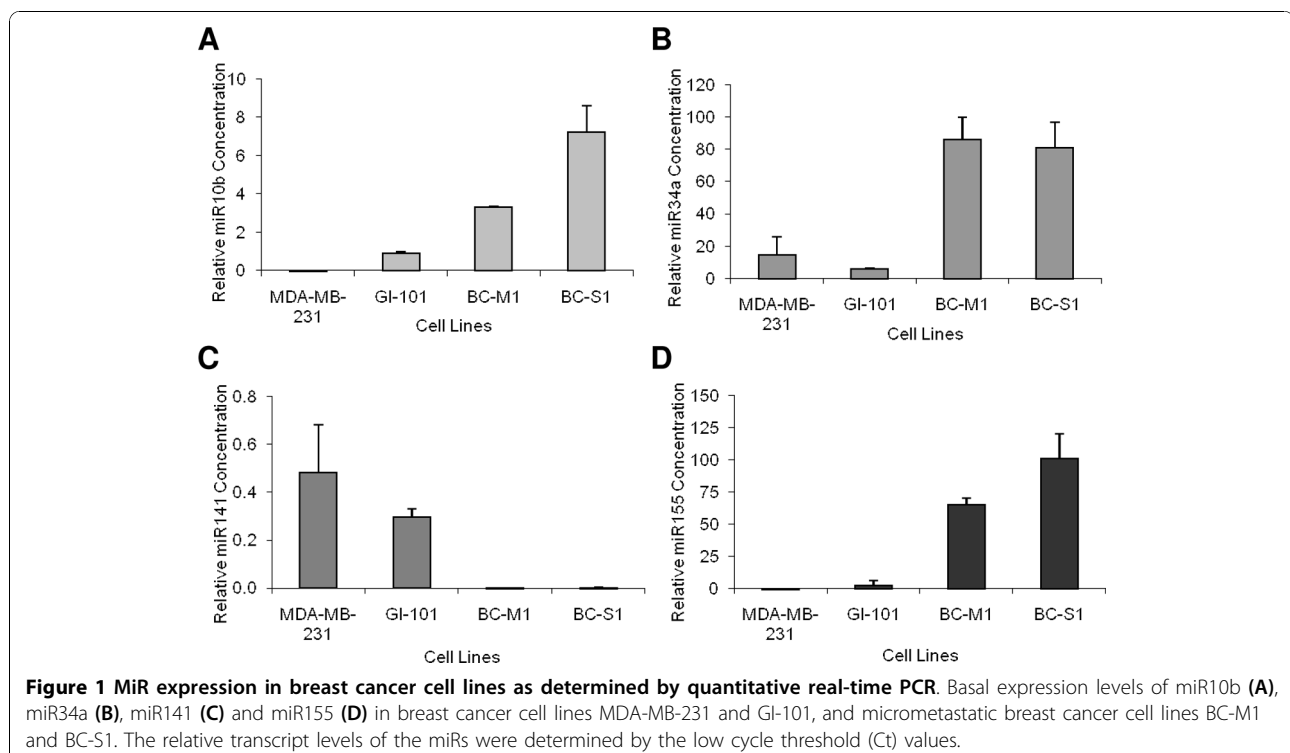 A
Relative miR10b Concentration
10
8
6
4
2
0
MDA-MB-
231
GI-101
BC-M1
BC-S1
Cell Lines
B
Relative miR34a Concentration
120
100
80
60
40
20
0
MDA-MB-
231
GI-101
BC-M1
BC-S1
Cell Lines
C
Relative miR141 Concentration
0.8
0.6
0.4
0.2
0.0
MDA-MB-
231
GI-101
BC-M1
BC-S1
Cell Lines
D
Relative miR155 Concentration
150
125
100
75
50
25
0
MDA-MB-
231
GI-101
BC-M1
BC-S1
Cell Lines
Figure 1 MiR expression in breast cancer cell lines as determined by quantitative real-time PCR. Basal expression levels of miR10b (A),
miR34a (B), miR141 (C) and miR155 (D) in breast cancer cell lines MDA-MB-231 and GI-101, and micrometastatic breast cancer cell lines BC-M1
and BC-S1. The relative transcript levels of the miRs were determined by the low cycle threshold (Ct) values.